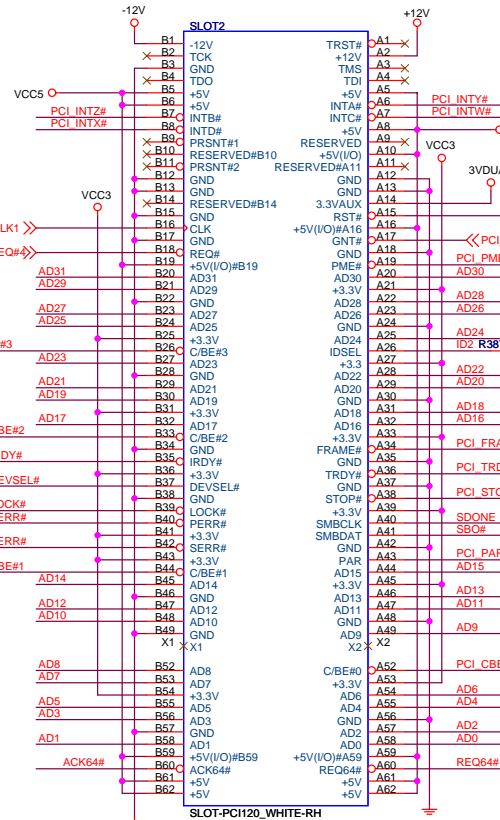 -12V +12V
SLOT2
B1 -12V TRST# A1
B2 TCK +12V A2
B3 GND TMS A3
B4 TDO TDI A4
VCC5 B5 +5V +5V A5
B6 +5V INTA# A6 PCI_INTY#
PCI_INTZ# B7 INTB# INTC# A7 PCI_INTW#
PCI_INTX# B8 INTD# +5V A8
B9 PRSNT#1 RESERVED A9
B10 RESERVED#B10 +5V(I/O) A10
B11 PRSNT#2 RESERVED#A11 A11
VCC3
B12 GND GND A12
B13 GND GND A13
3VDUA
B14 RESERVED#B14 3.3VAUX A14
VCC3
B15 GND RST# A15
LK1 B16 CLK +5V(I/O)#A16 A16
B17 GND GNT# A17 PCI
EQ#4 B18 REQ# GND A18
B19 +5V(I/O)#B19 PME# A19 PCI_PME
AD31 B20 AD31 AD30 A20 AD30
AD29 B21 AD29 +3.3V A21
B22 GND AD28 A22 AD28
AD27 B23 AD27 AD26 A23 AD26
AD25 B24 AD25 GND A24
B25 +3.3V AD24 A25 AD24
#3 B26 C/BE#3 IDSEL A26 ID2 R38
AD23 B27 AD23 +3.3 A27
B28 GND AD22 A28 AD22
AD21 B29 AD21 AD20 A29 AD20
AD19 B30 AD19 GND A30
B31 +3.3V AD18 A31 AD18
AD17 B32 AD17 AD16 A32 AD16
BE#2 B33 C/BE#2 +3.3V A33
B34 GND FRAME# A34 PCI_FRA
DY# B35 IRDY# GND A35
B36 +3.3V TRDY# A36 PCI_TRD
EVSEL# B37 DEVSEL# GND A37
B38 GND STOP# A38 PCI_STO
OCK# B39 LOCK# +3.3V A39
ERR# B40 PERR# SMBCLK A40 SDONE
B41 +3.3V SMBDAT A41 SBO#
ERR# B42 SERR# GND A42
B43 +3.3V PAR A43 PCI_PAR
BE#1 B44 C/BE#1 AD15 A44 AD15
AD14 B45 AD14 +3.3V A45
B46 GND AD13 A46 AD13
AD12 B47 AD12 AD11 A47 AD11
AD10 B48 AD10 GND A48
B49 GND AD9 A49 AD9
X1 X1 X2 X2
AD8 B52 AD8 C/BE#0 A52 PCI_CBE
AD7 B53 AD7 +3.3V A53
B54 +3.3V AD6 A54 AD6
AD5 B55 AD5 AD4 A55 AD4
AD3 B56 AD3 GND A56
B57 GND AD2 A57 AD2
AD1 B58 AD1 AD0 A58 AD0
B59 +5V(I/O)#B59 +5V(I/O)#A59 A59
ACK64# B60 ACK64# REQ64# A60 REQ64#
B61 +5V +5V A61
B62 +5V +5V A62
SLOT-PCI120_WHITE-RH